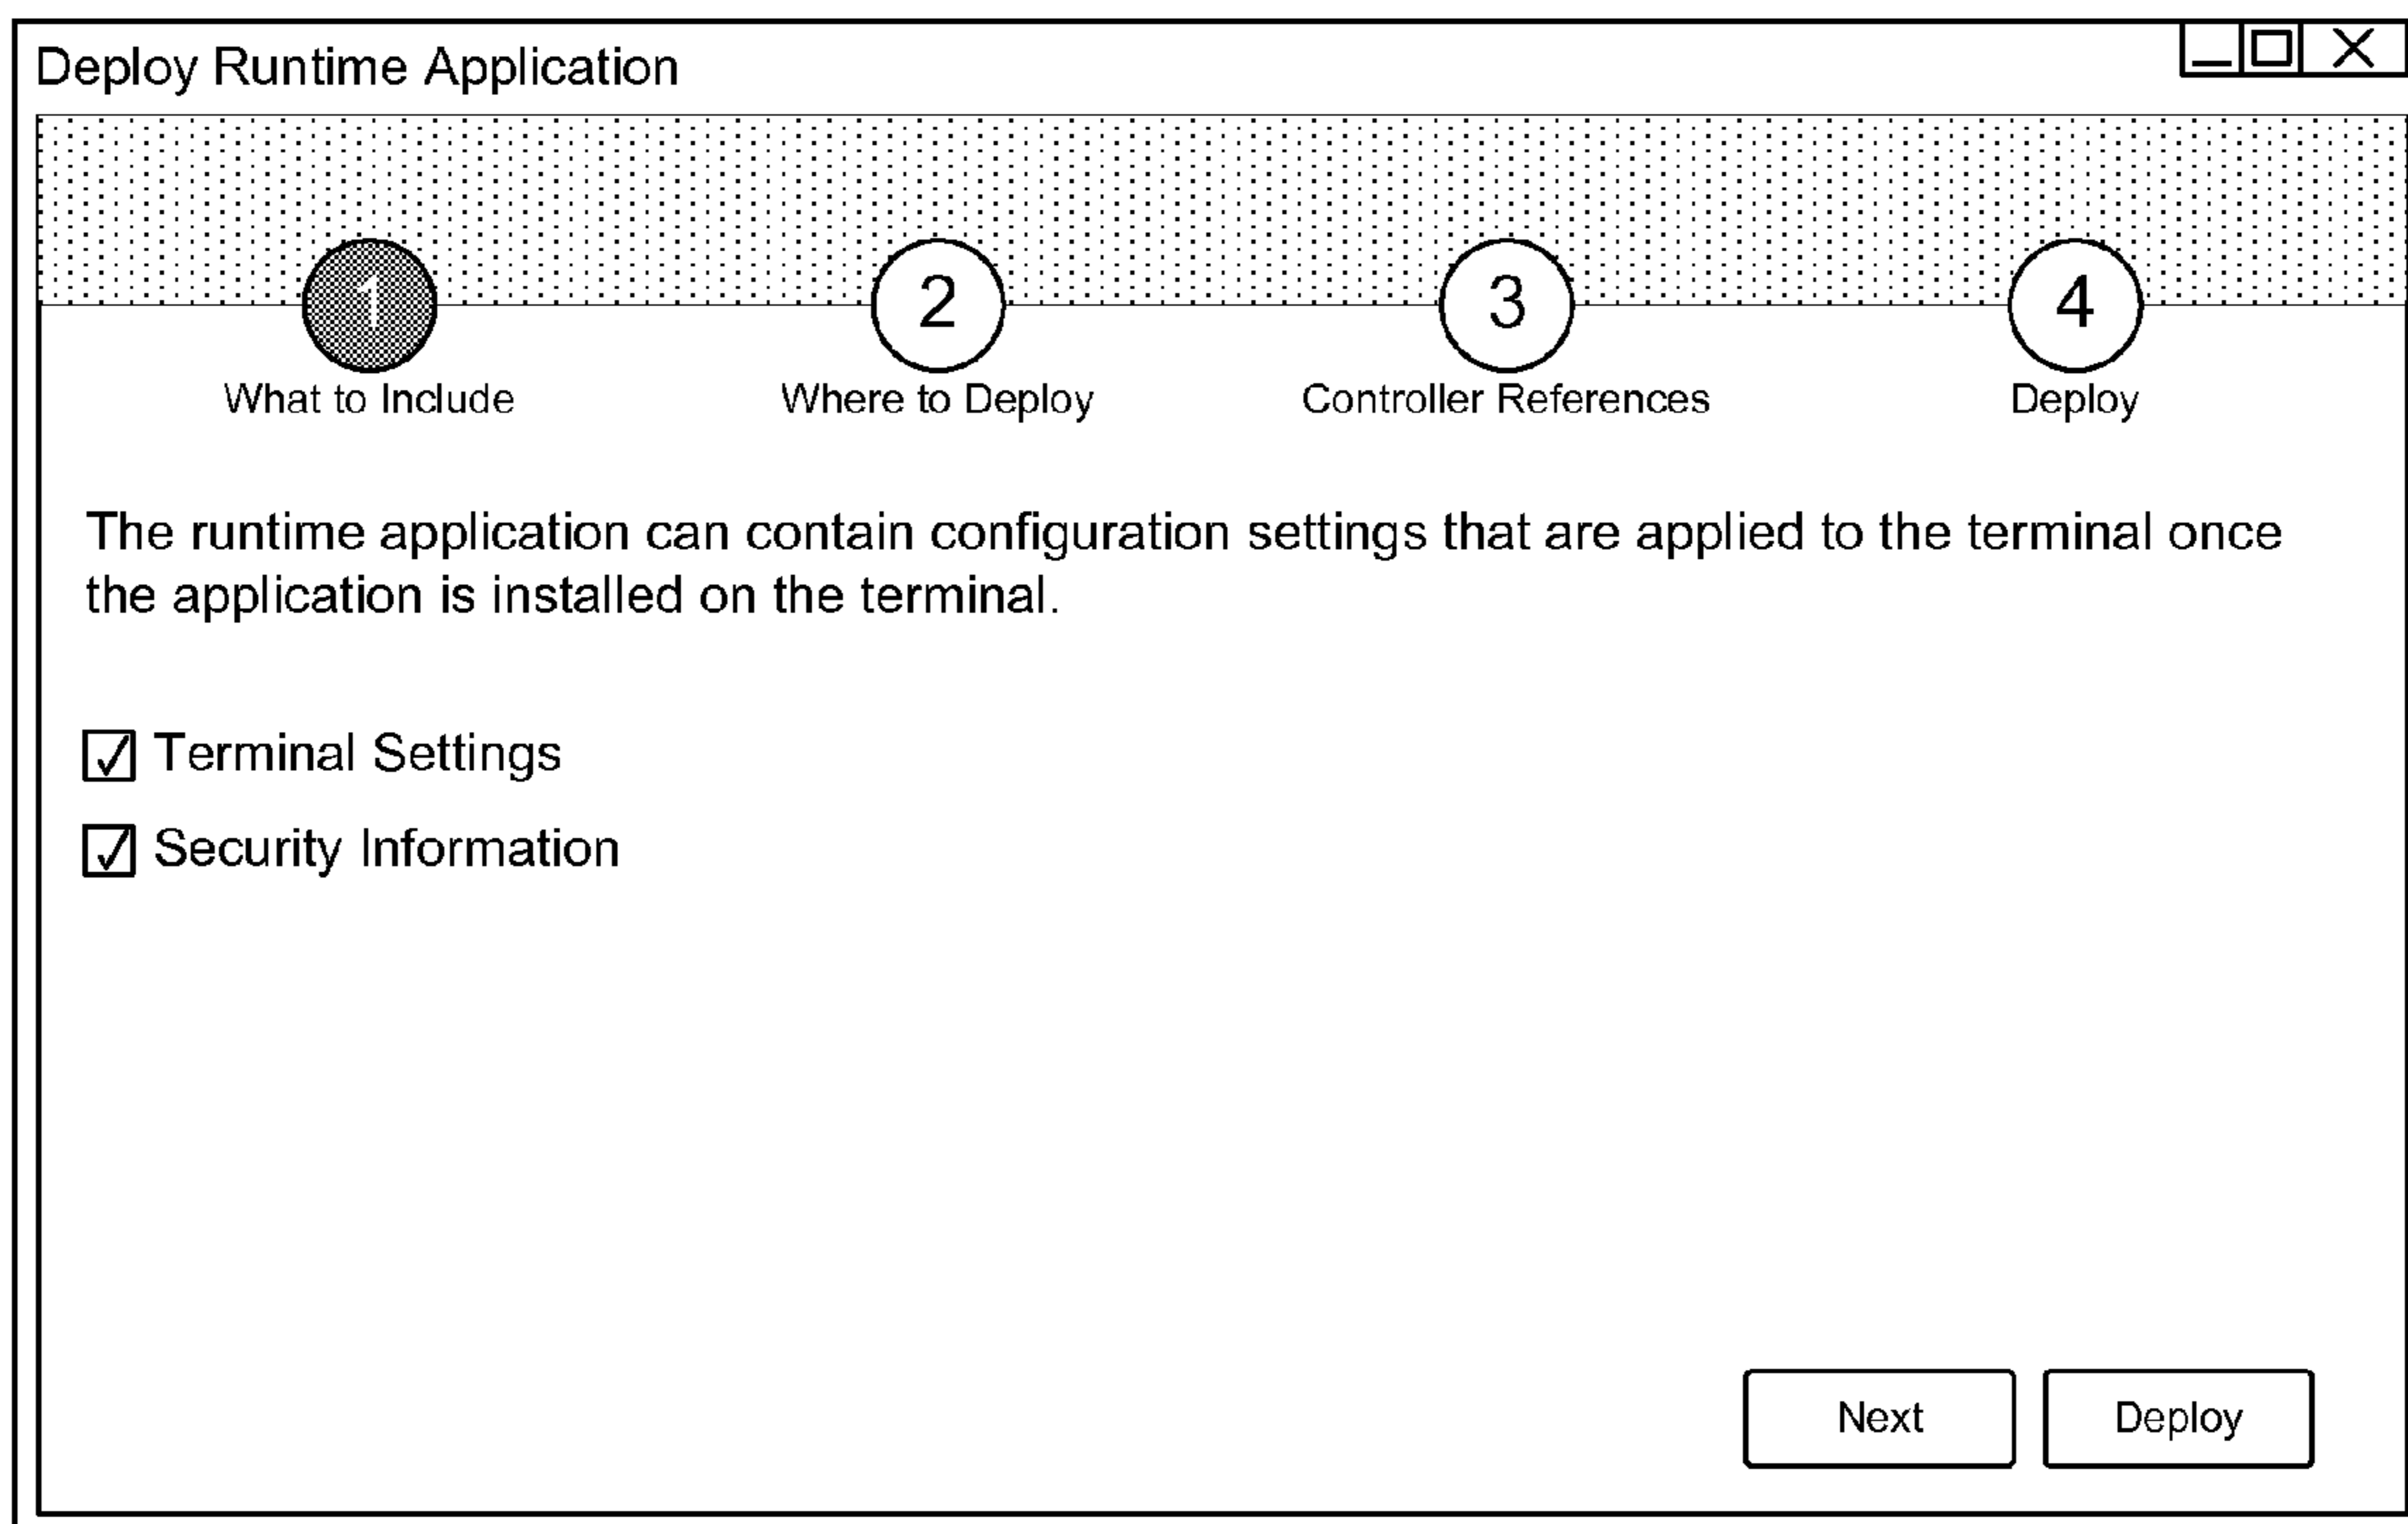 Deploy Runtime Application
1
2
3
4
What to Include
Where to Deploy
Controller References
Deploy
The runtime application can contain configuration settings that are applied to the terminal once
the application is installed on the terminal.
Terminal Settings
Security Information
Next
Deploy